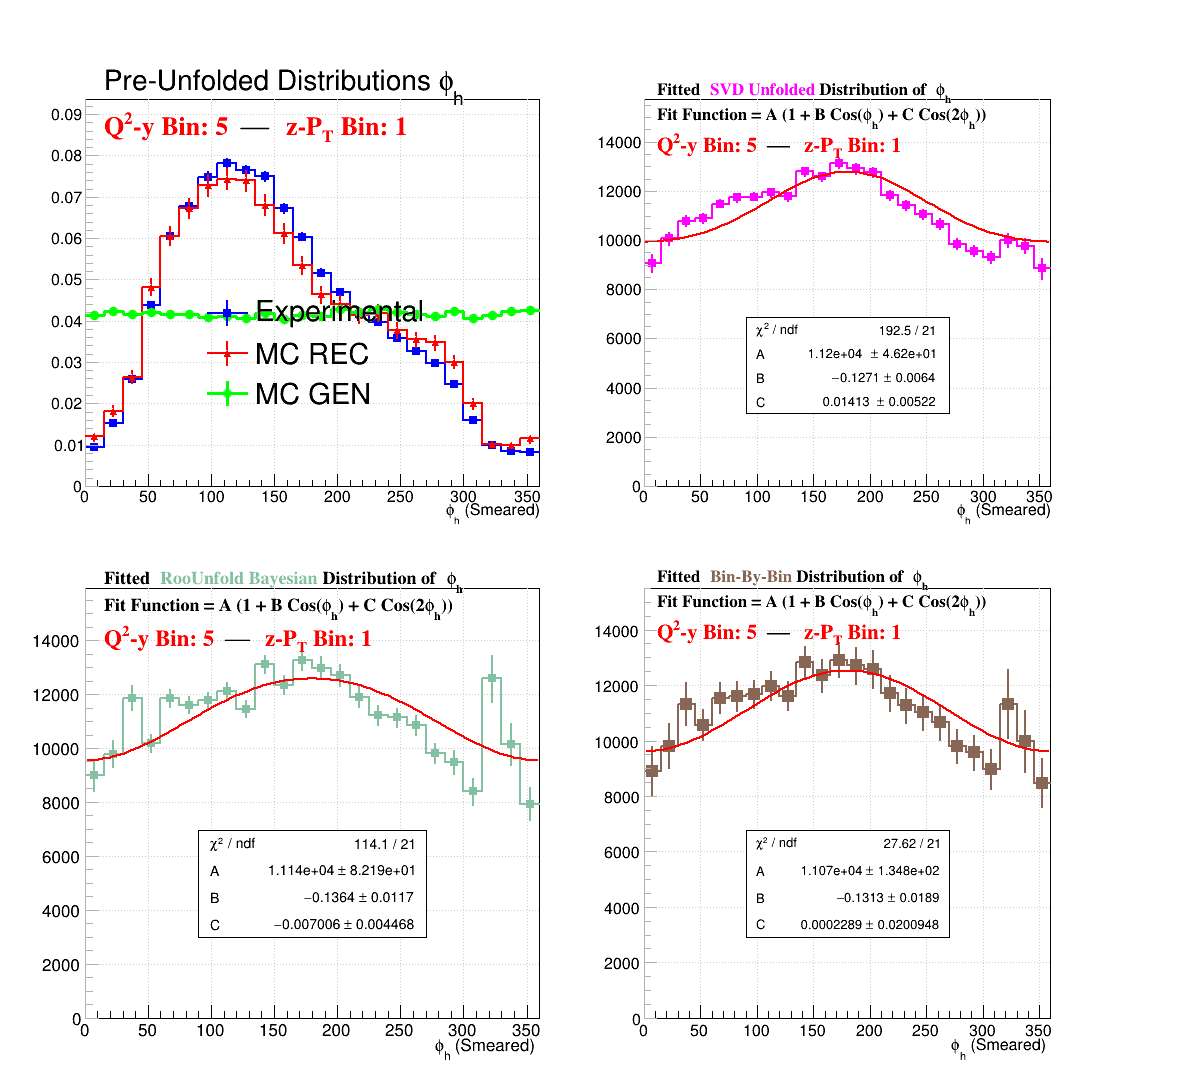 Pre-Unfolded Distributions ϕh
Q2-y Bin: 5 — z-PT Bin: 1
0.09
0.08
0.07
0.06
0.05
0.04
0.03
0.02
0.01
0
Experimental
MC REC
MC GEN
0 50 100 150 200 250 300 350
ϕh (Smeared)
Fitted SVD Unfolded Distribution of ϕh
Fit Function = A (1 + B Cos(ϕh) + C Cos(2ϕh))
Q2-y Bin: 5 — z-PT Bin: 1
14000
12000
10000
8000
6000
4000
2000
0
χ2 / ndf 192.5 / 21
A 1.12e+04 ± 4.62e+01
B −0.1271 ± 0.0064
C 0.01413 ± 0.00522
0 50 100 150 200 250 300 350
ϕh (Smeared)
Fitted RooUnfold Bayesian Distribution of ϕh
Fit Function = A (1 + B Cos(ϕh) + C Cos(2ϕh))
Q2-y Bin: 5 — z-PT Bin: 1
14000
12000
10000
8000
6000
4000
2000
0
χ2 / ndf 114.1 / 21
A 1.114e+04 ± 8.219e+01
B −0.1364 ± 0.0117
C −0.007006 ± 0.004468
0 50 100 150 200 250 300 350
ϕh (Smeared)
Fitted Bin-By-Bin Distribution of ϕh
Fit Function = A (1 + B Cos(ϕh) + C Cos(2ϕh))
Q2-y Bin: 5 — z-PT Bin: 1
14000
12000
10000
8000
6000
4000
2000
0
χ2 / ndf 27.62 / 21
A 1.107e+04 ± 1.348e+02
B −0.1313 ± 0.0189
C 0.0002289 ± 0.0200948
0 50 100 150 200 250 300 350
ϕh (Smeared)